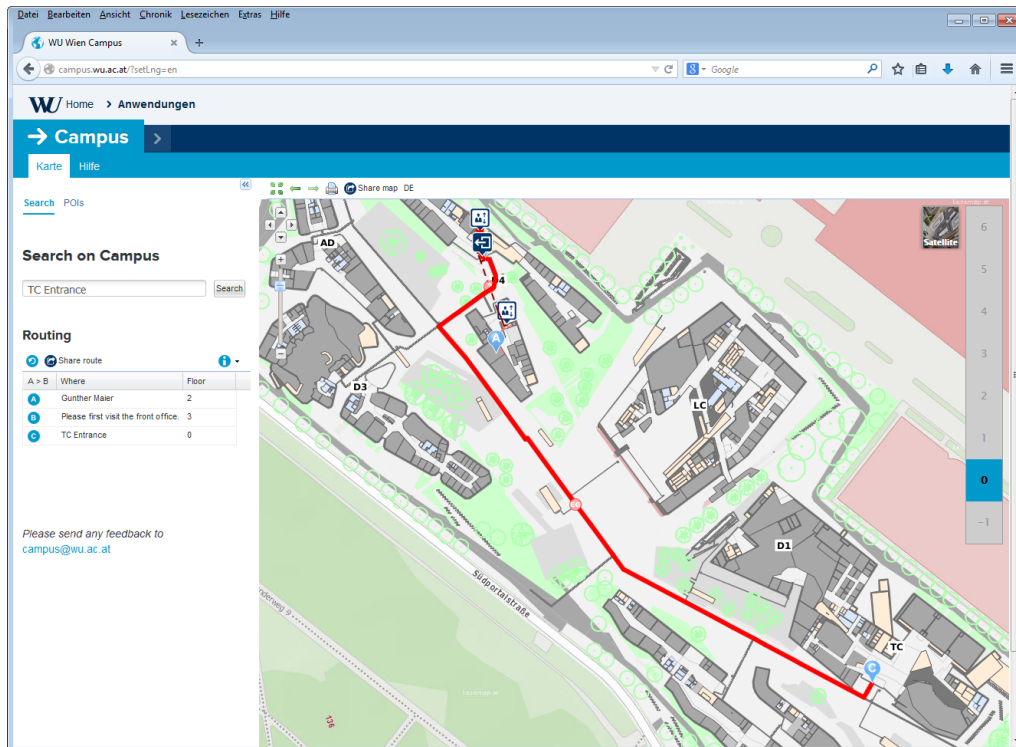 Datei Bearbeiten Ansicht Chronik Lesezeichen Extras Hilfe
WU Wien Campus
campus.wu.ac.at/?setLng=en
Google
WU Home > Anwendungen
Campus
Karte Hilfe
Share map DE
Search POIs
Search on Campus
TC Entrance
Search
Routing
Share route
A > B Where Floor
A Gunther Maier 2
B Please first visit the front office. 3
C TC Entrance 0
Please send any feedback to
campus@wu.ac.at
AD
D4
A
D3
LC
D1
TC
C
Südportalstraße
136
Satellite
6
5
4
3
2
1
0
-1